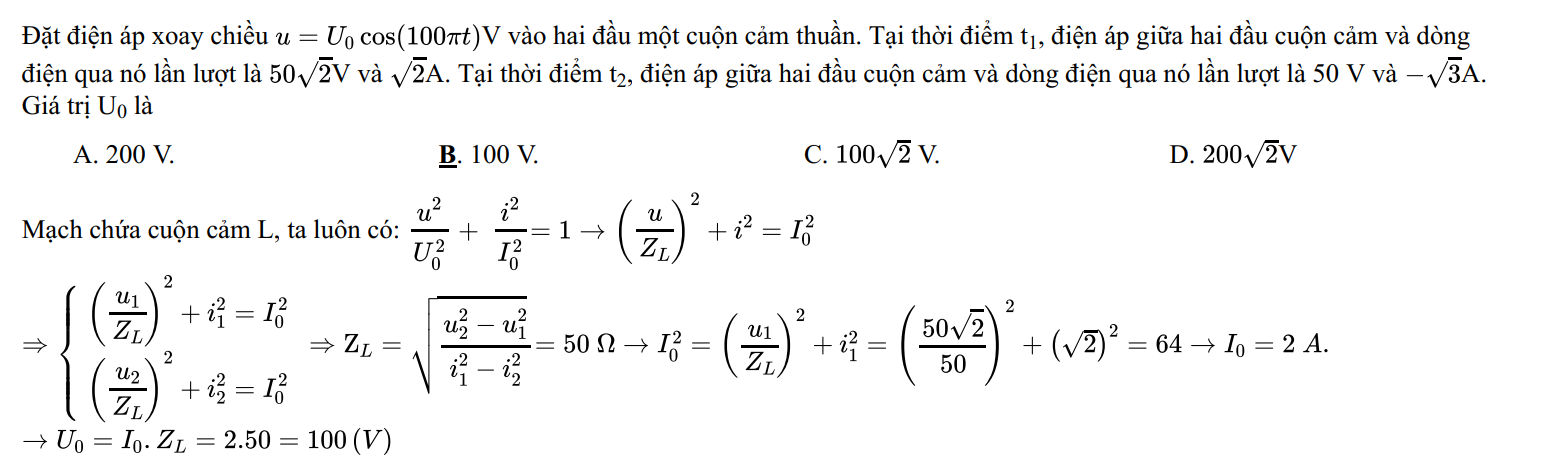 Đặt điện áp xoay chiều $u = U_0 \cos(100\pi t)$V vào hai đầu một cuộn cảm thuần. Tại thời điểm t₁, điện áp giữa hai đầu cuộn cảm và dòng
điện qua nó lần lượt là $50\sqrt{2}$V và $\sqrt{2}$A. Tại thời điểm t₂, điện áp giữa hai đầu cuộn cảm và dòng điện qua nó lần lượt là 50 V và $-\sqrt{3}$A.
Giá trị U₀ là
A. 200 V. B. 100 V. C. $100\sqrt{2}$ V. D. $200\sqrt{2}$V
Mạch chứa cuộn cảm L, ta luôn có: $\frac{u^2}{U_0^2} + \frac{i^2}{I_0^2} = 1 \rightarrow \left(\frac{u}{Z_L}\right)^2 + i^2 = I_0^2$
$\Rightarrow \begin{cases} \left(\frac{u_1}{Z_L}\right)^2 + i_1^2 = I_0^2 \\ \left(\frac{u_2}{Z_L}\right)^2 + i_2^2 = I_0^2 \end{cases} \Rightarrow Z_L = \sqrt{\frac{u_2^2 - u_1^2}{i_1^2 - i_2^2}} = 50\ \Omega \rightarrow I_0^2 = \left(\frac{u_1}{Z_L}\right)^2 + i_1^2 = \left(\frac{50\sqrt{2}}{50}\right)^2 + (\sqrt{2})^2 = 64 \rightarrow I_0 = 2\ A.$
$\rightarrow U_0 = I_0. Z_L = 2.50 = 100\,(V)$